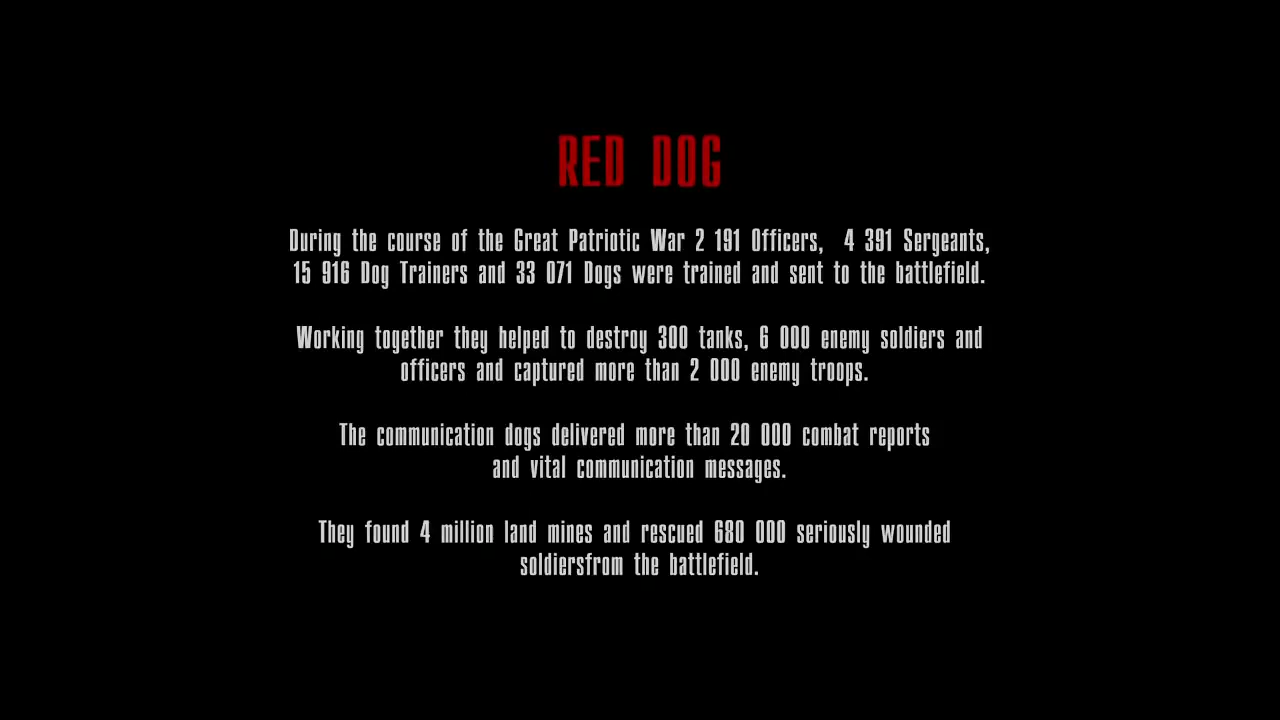 RED DOG
During the course of the Great Patriotic War 2 191 Officers,  4 391 Sergeants,
15 916 Dog Trainers and 33 071 Dogs were trained and sent to the battlefield.
Working together they helped to destroy 300 tanks, 6 000 enemy soldiers and
officers and captured more than 2 000 enemy troops.
The communication dogs delivered more than 20 000 combat reports
and vital communication messages.
They found 4 million land mines and rescued 680 000 seriously wounded
soldiersfrom the battlefield.